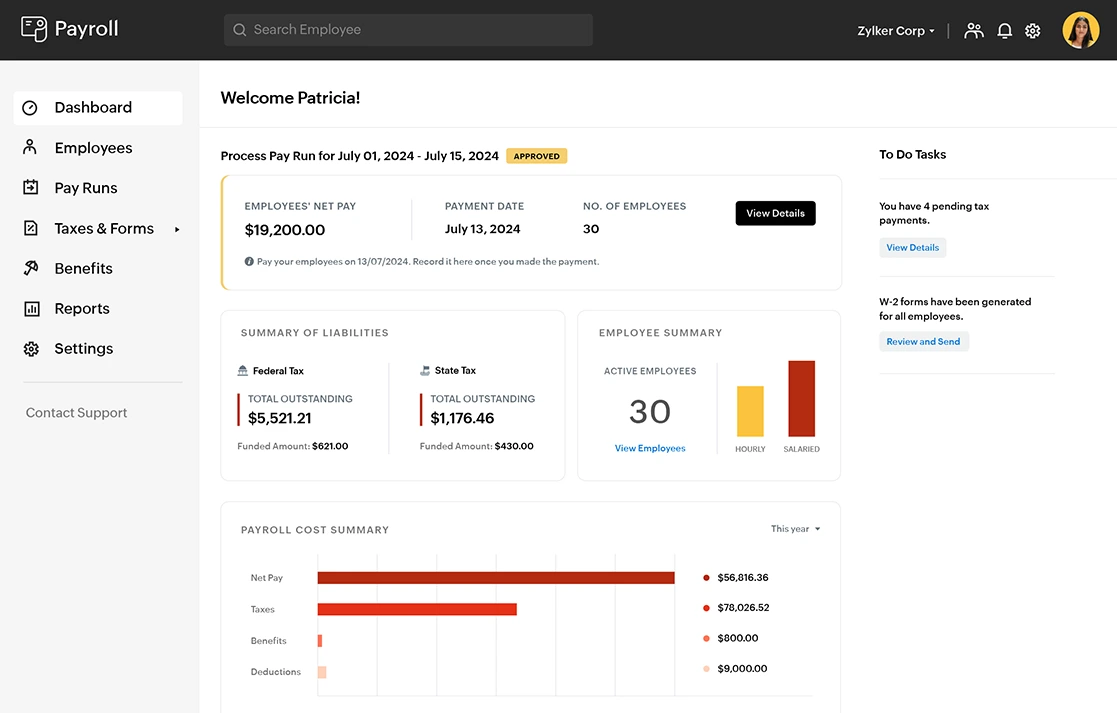 Payroll
Search Employee
Zylker Corp
Dashboard
Employees
Pay Runs
Taxes & Forms
Benefits
Reports
Settings
Contact Support
Welcome Patricia!
Process Pay Run for July 01, 2024 - July 15, 2024 APPROVED
EMPLOYEES' NET PAY
$19,200.00
PAYMENT DATE
July 13, 2024
NO. OF EMPLOYEES
30
View Details
Pay your employees on 13/07/2024. Record it here once you made the payment.
SUMMARY OF LIABILITIES
Federal Tax
TOTAL OUTSTANDING
$5,521.21
Funded Amount: $621.00
State Tax
TOTAL OUTSTANDING
$1,176.46
Funded Amount: $430.00
EMPLOYEE SUMMARY
ACTIVE EMPLOYEES
30
View Employees
HOURLY
SALARIED
PAYROLL COST SUMMARY
This year
Net Pay
$56,816.36
Taxes
$78,026.52
Benefits
$800.00
Deductions
$9,000.00
To Do Tasks
You have 4 pending tax
payments.
View Details
W-2 forms have been generated
for all employees.
Review and Send